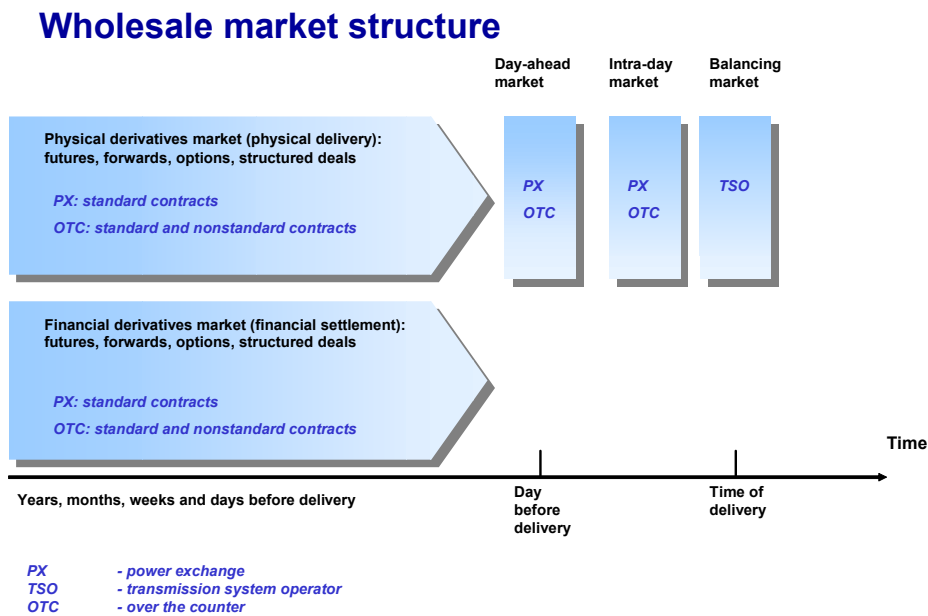 Wholesale market structure
Day-ahead
market
Intra-day
market
Balancing
market
Physical derivatives market (physical delivery):
futures, forwards, options, structured deals
PX: standard contracts
OTC: standard and nonstandard contracts
PX
OTC
PX
OTC
TSO
Financial derivatives market (financial settlement):
futures, forwards, options, structured deals
PX: standard contracts
OTC: standard and nonstandard contracts
Time
Years, months, weeks and days before delivery
Day
before
delivery
Time of
delivery
PX - power exchange
TSO - transmission system operator
OTC - over the counter